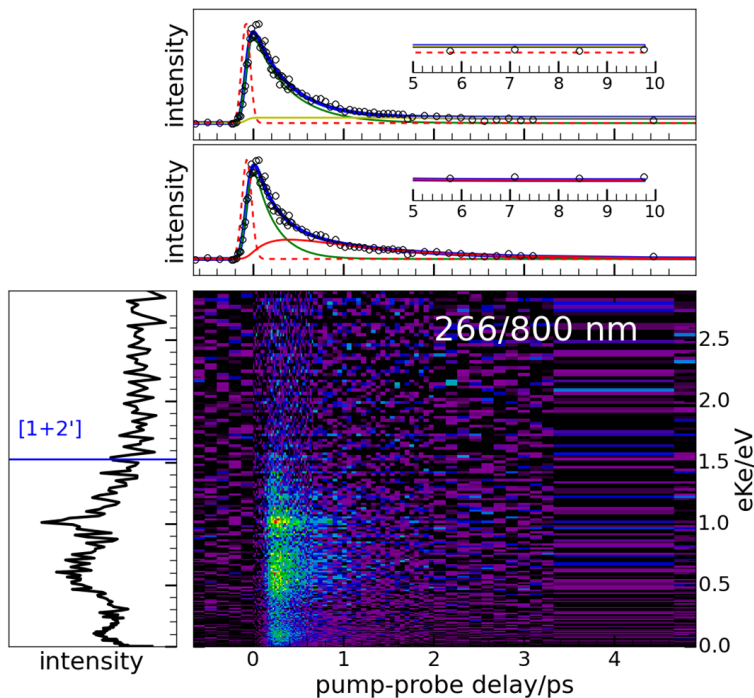 intensity
5 6 7 8 9 10
intensity
5 6 7 8 9 10
[1+2']
intensity
266/800 nm
2.5
2.0
1.5
1.0
0.5
0.0
eKe/eV
0 1 2 3 4
pump-probe delay/ps